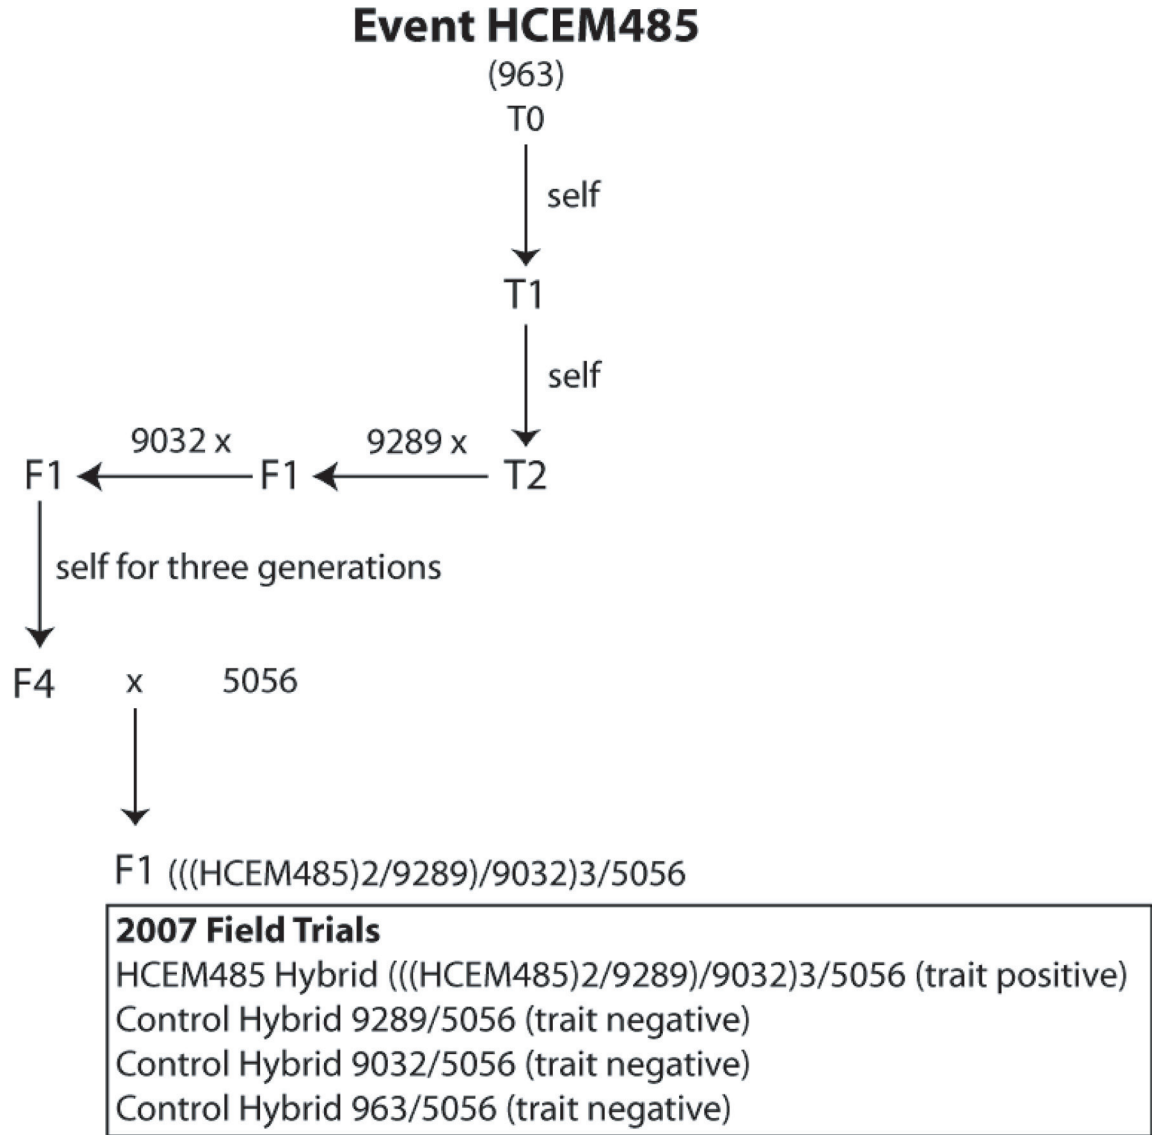 Event HCEM485
(963)
T0
self
T1
self
9032 x 9289 x
F1 F1 T2
self for three generations
F4 x 5056
F1 (((HCEM485)2/9289)/9032)3/5056
2007 Field Trials
HCEM485 Hybrid (((HCEM485)2/9289)/9032)3/5056 (trait positive)
Control Hybrid 9289/5056 (trait negative)
Control Hybrid 9032/5056 (trait negative)
Control Hybrid 963/5056 (trait negative)